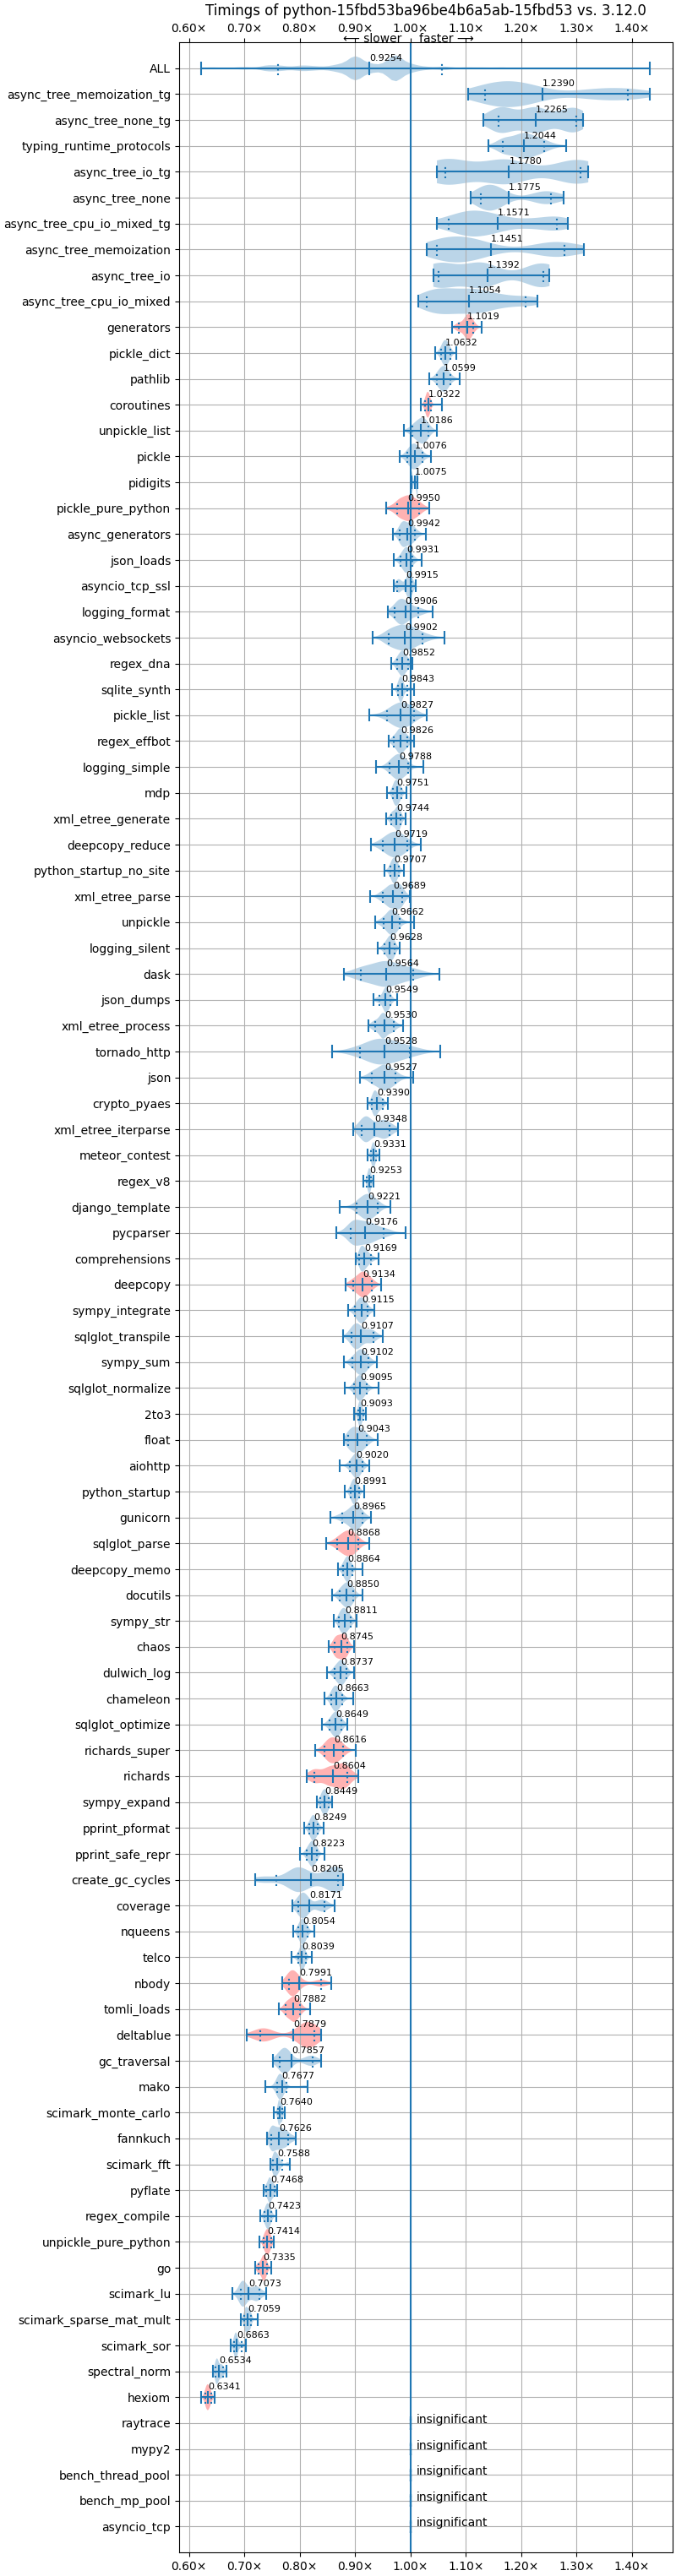 Timings of python-15fbd53ba96be4b6a5ab-15fbd53 vs. 3.12.0
0.60× 0.70× 0.80× 0.90× 1.00× 1.10× 1.20× 1.30× 1.40×
⟵ slower faster ⟶
ALL 0.9254
async_tree_memoization_tg 1.2390
async_tree_none_tg 1.2265
typing_runtime_protocols 1.2044
async_tree_io_tg 1.1780
async_tree_none 1.1775
async_tree_cpu_io_mixed_tg 1.1571
async_tree_memoization 1.1451
async_tree_io 1.1392
async_tree_cpu_io_mixed 1.1054
generators 1.1019
pickle_dict 1.0632
pathlib 1.0599
coroutines 1.0322
unpickle_list 1.0186
pickle 1.0076
pidigits 1.0075
pickle_pure_python 0.9950
async_generators 0.9942
json_loads 0.9931
asyncio_tcp_ssl 0.9915
logging_format 0.9906
asyncio_websockets 0.9902
regex_dna 0.9852
sqlite_synth 0.9843
pickle_list 0.9827
regex_effbot 0.9826
logging_simple 0.9788
mdp 0.9751
xml_etree_generate 0.9744
deepcopy_reduce 0.9719
python_startup_no_site 0.9707
xml_etree_parse 0.9689
unpickle 0.9662
logging_silent 0.9628
dask 0.9564
json_dumps 0.9549
xml_etree_process 0.9530
tornado_http 0.9528
json 0.9527
crypto_pyaes 0.9390
xml_etree_iterparse 0.9348
meteor_contest 0.9331
regex_v8 0.9253
django_template 0.9221
pycparser 0.9176
comprehensions 0.9169
deepcopy 0.9134
sympy_integrate 0.9115
sqlglot_transpile 0.9107
sympy_sum 0.9102
sqlglot_normalize 0.9095
2to3 0.9093
float 0.9043
aiohttp 0.9020
python_startup 0.8991
gunicorn 0.8965
sqlglot_parse 0.8868
deepcopy_memo 0.8864
docutils 0.8850
sympy_str 0.8811
chaos 0.8745
dulwich_log 0.8737
chameleon 0.8663
sqlglot_optimize 0.8649
richards_super 0.8616
richards 0.8604
sympy_expand 0.8449
pprint_pformat 0.8249
pprint_safe_repr 0.8223
create_gc_cycles 0.8205
coverage 0.8171
nqueens 0.8054
telco 0.8039
nbody 0.7991
tomli_loads 0.7882
deltablue 0.7879
gc_traversal 0.7857
mako 0.7677
scimark_monte_carlo 0.7640
fannkuch 0.7626
scimark_fft 0.7588
pyflate 0.7468
regex_compile 0.7423
unpickle_pure_python 0.7414
go 0.7335
scimark_lu 0.7073
scimark_sparse_mat_mult 0.7059
scimark_sor 0.6863
spectral_norm 0.6534
hexiom 0.6341
raytrace insignificant
mypy2 insignificant
bench_thread_pool insignificant
bench_mp_pool insignificant
asyncio_tcp insignificant
0.60× 0.70× 0.80× 0.90× 1.00× 1.10× 1.20× 1.30× 1.40×